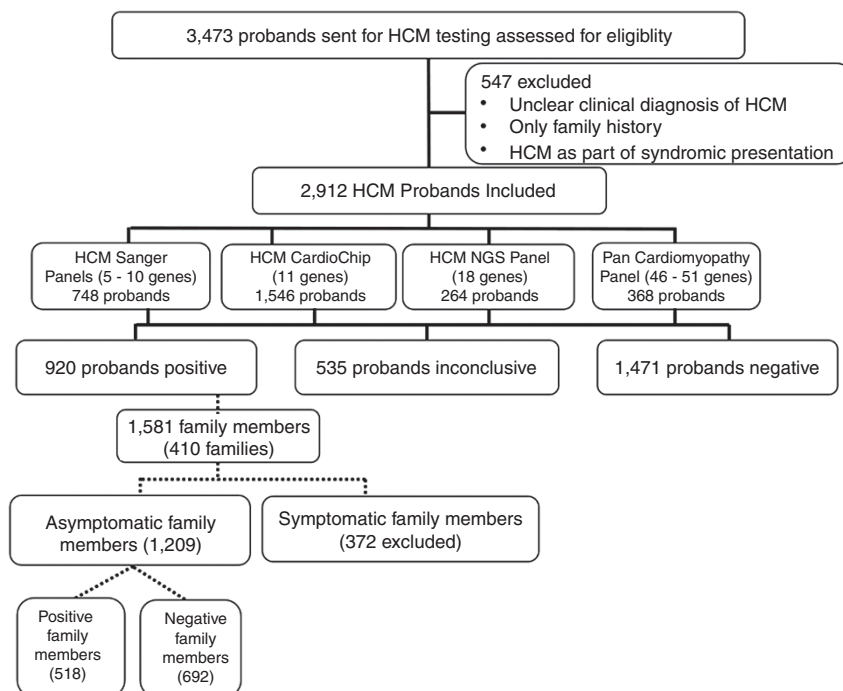 3,473 probands sent for HCM testing assessed for eligiblity
547 excluded
• Unclear clinical diagnosis of HCM
• Only family history
• HCM as part of syndromic presentation
2,912 HCM Probands Included
HCM Sanger
Panels (5 - 10 genes)
748 probands
HCM CardioChip
(11 genes)
1,546 probands
HCM NGS Panel
(18 genes)
264 probands
Pan Cardiomyopathy
Panel (46 - 51 genes)
368 probands
920 probands positive
535 probands inconclusive
1,471 probands negative
1,581 family members
(410 families)
Asymptomatic family
members (1,209)
Symptomatic family members
(372 excluded)
Positive
family
members
(518)
Negative
family
members
(692)